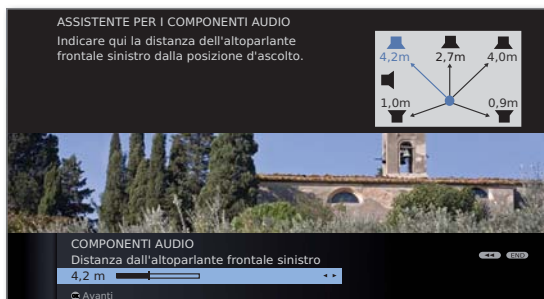 ASSISTENTE PER I COMPONENTI AUDIO
Indicare qui la distanza dell'altoparlante
frontale sinistro dalla posizione d'ascolto.
4,2m 2,7m 4,0m
1,0m 0,9m
COMPONENTI AUDIO
Distanza dall'altoparlante frontale sinistro
4,2 m
Avanti
END